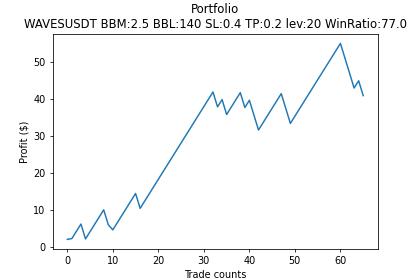 Portfolio
WAVESUSDT BBM:2.5 BBL:140 SL:0.4 TP:0.2 lev:20 WinRatio:77.0
50
40
30
20
10
0
Profit ($)
0 10 20 30 40 50 60
Trade counts